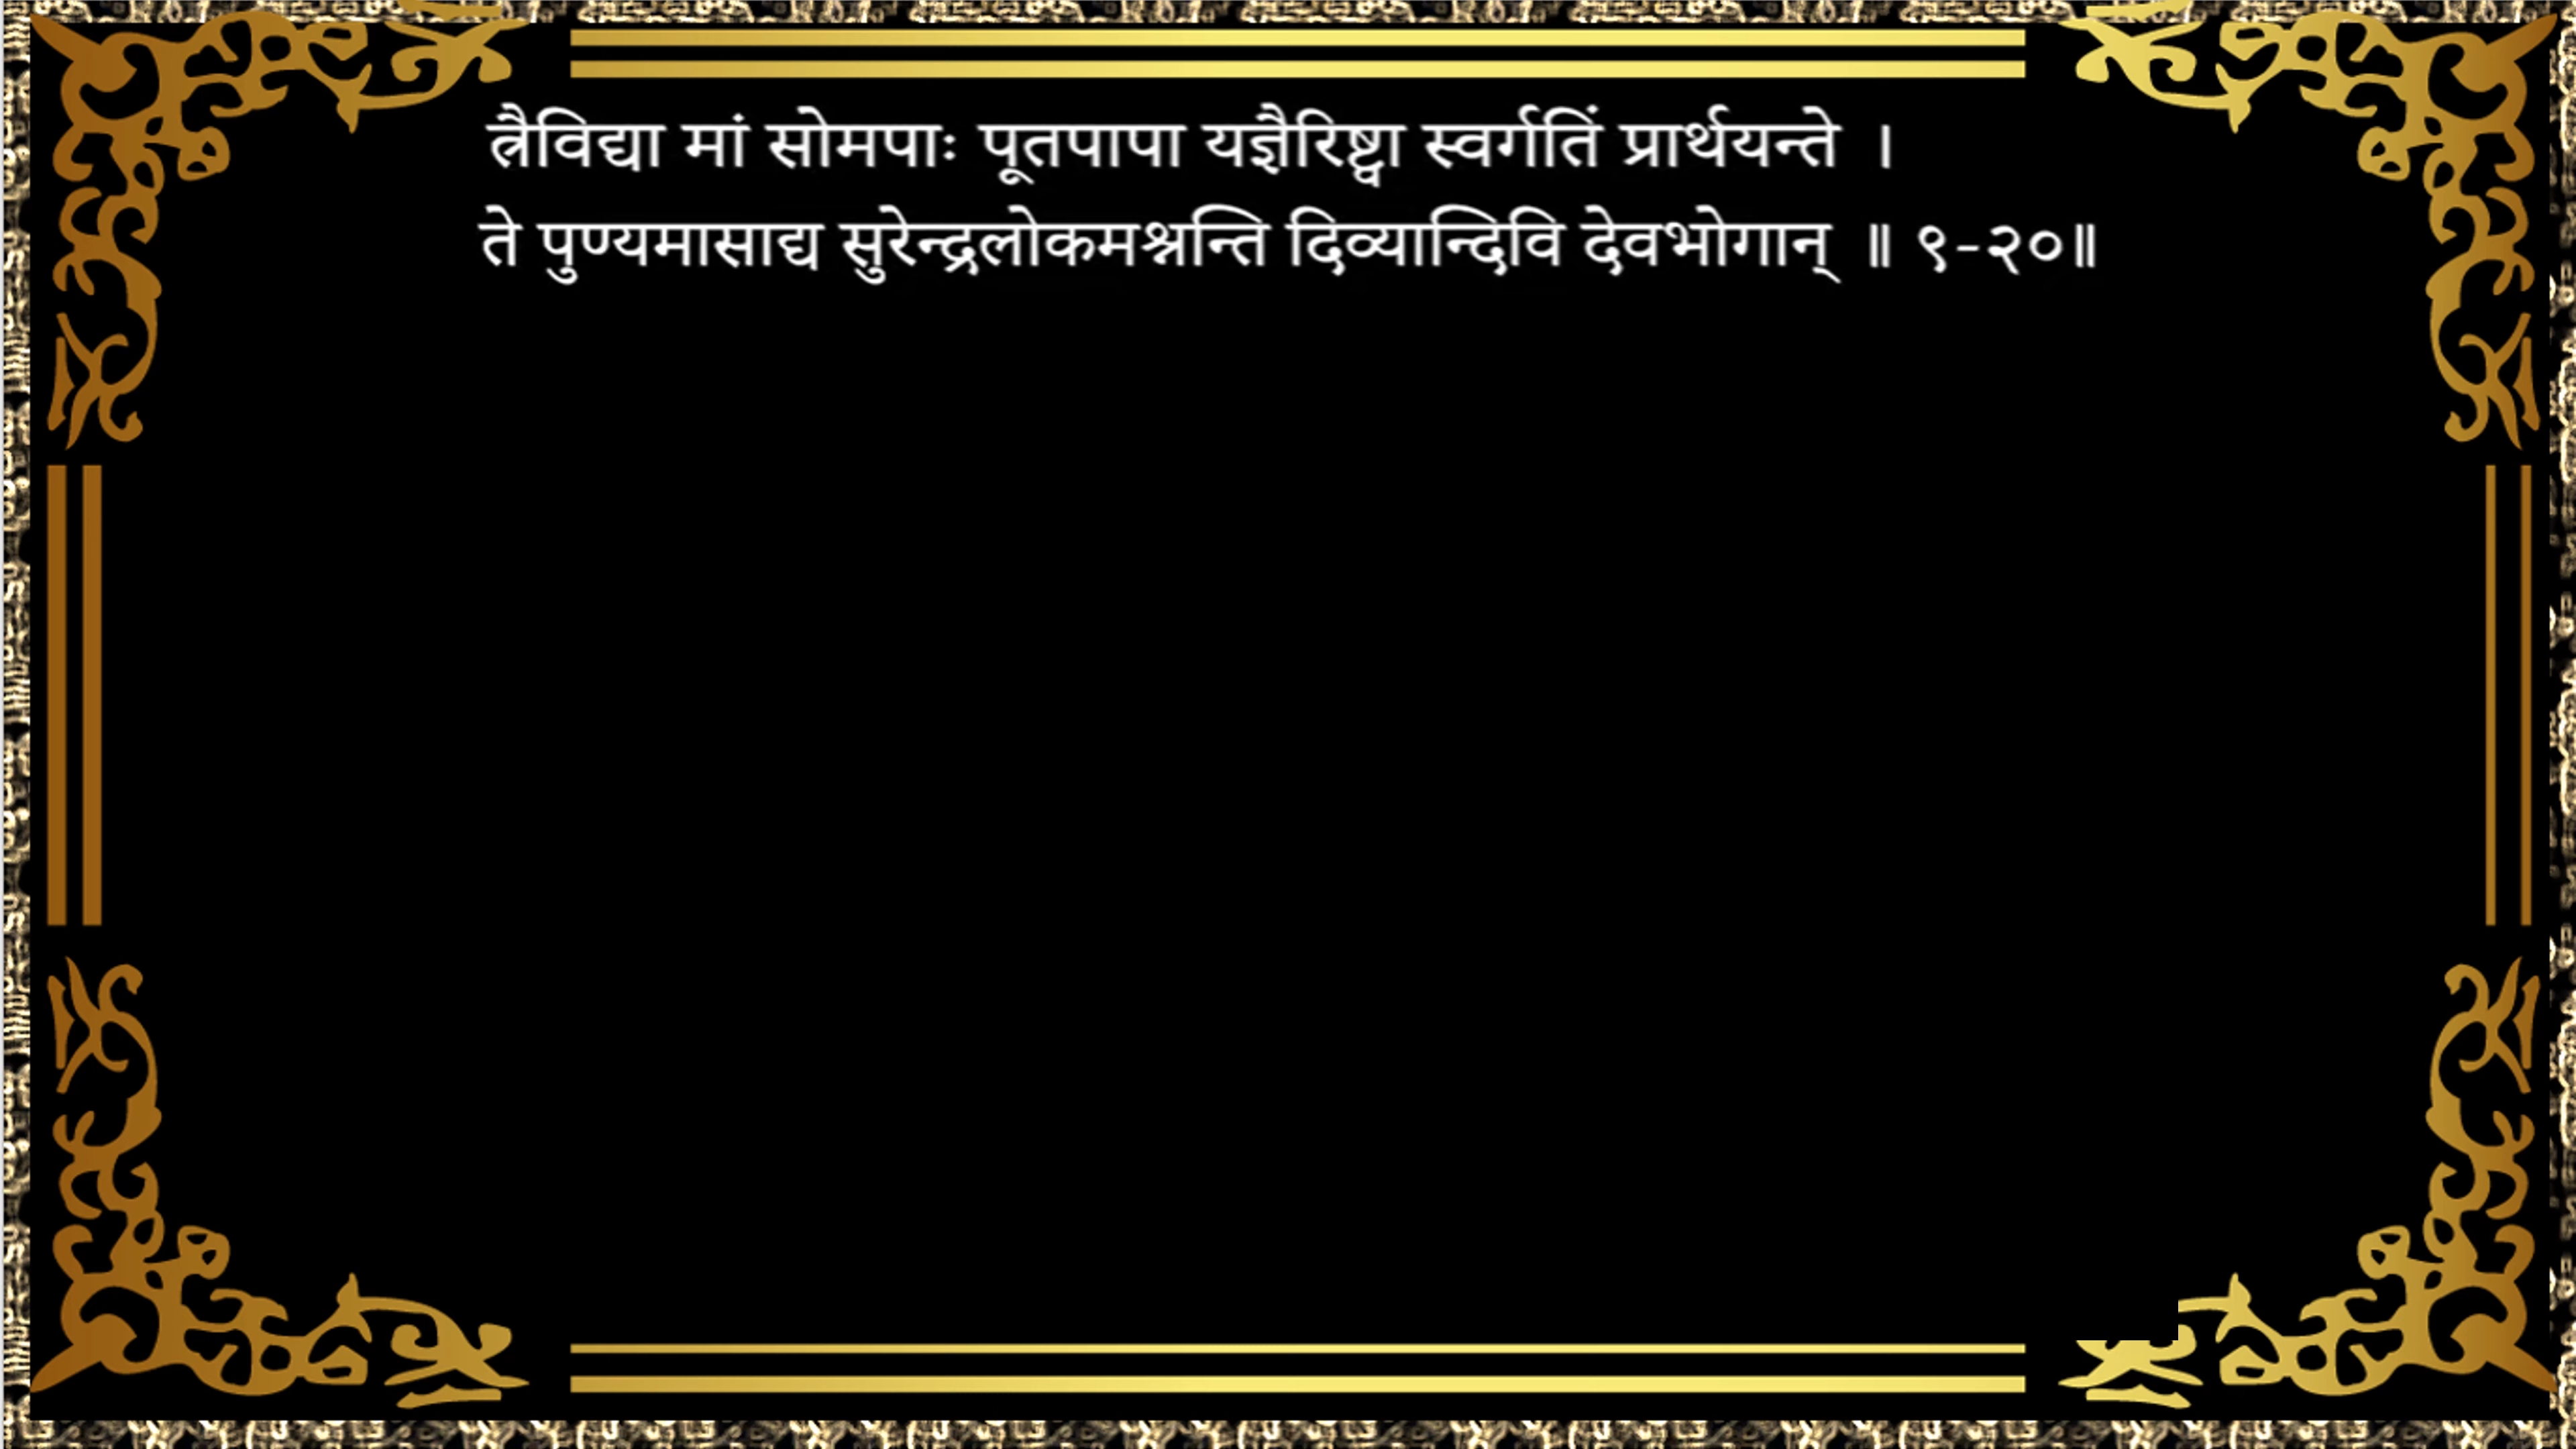 त्रैविद्या मां सोमपाः पूतपापा यज्ञैरिष्ट्वा स्वर्गतिं प्रार्थयन्ते ।
ते पुण्यमासाद्य सुरेन्द्रलोकमश्नन्ति दिव्यान्दिवि देवभोगान् ॥ ९-२०॥